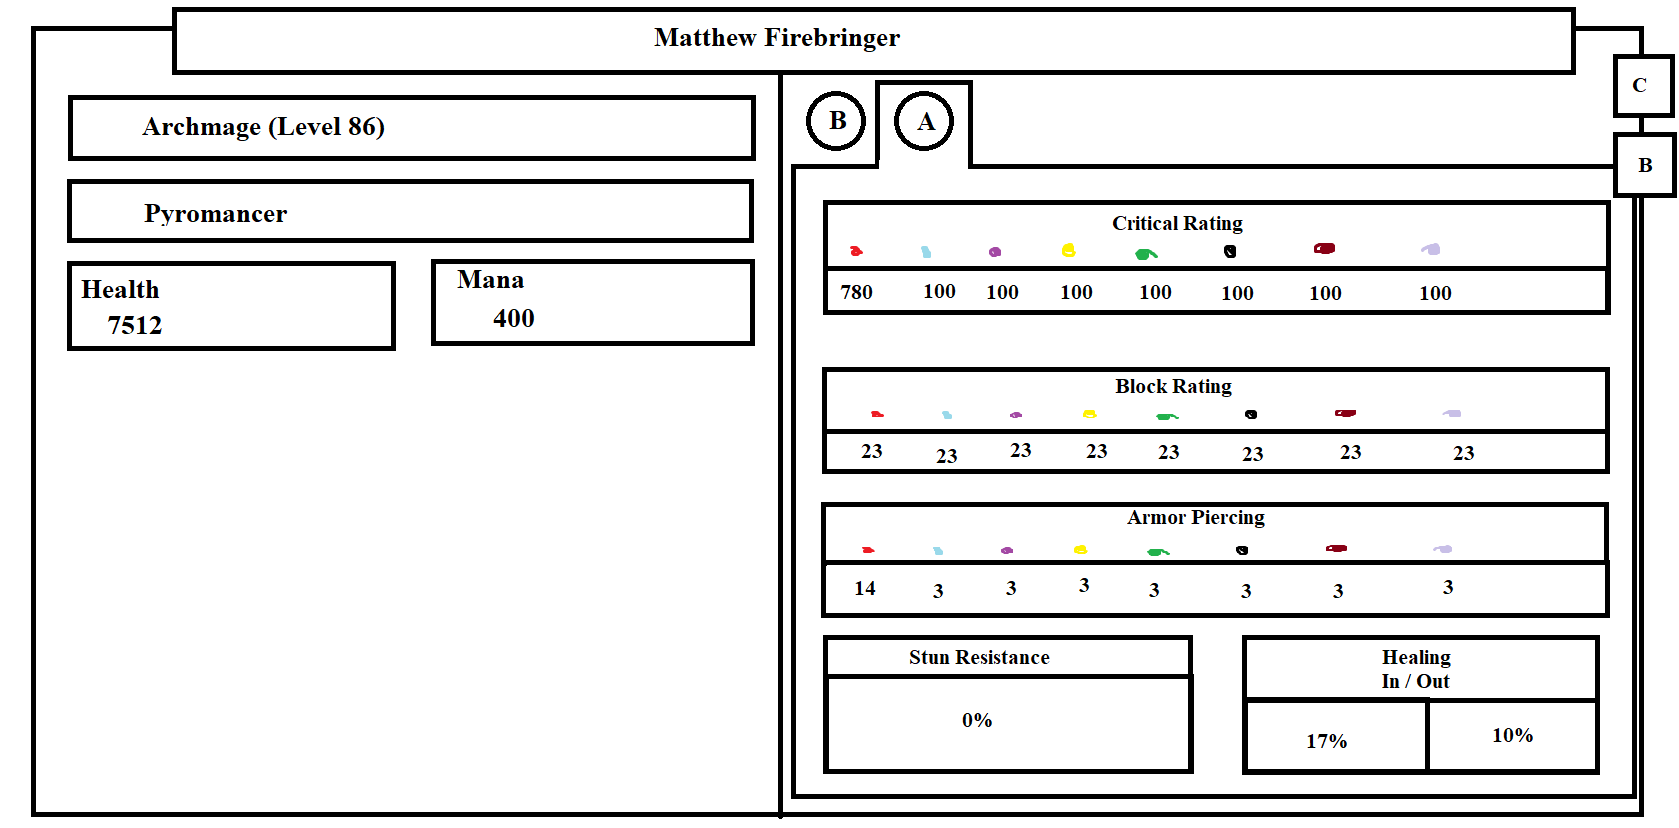 Matthew Firebringer
Archmage (Level 86)
Pyromancer
Health
7512
Mana
400
B
A
C
B
Critical Rating
780 100 100 100 100 100 100 100
Block Rating
23 23 23 23 23 23 23 23
Armor Piercing
14 3 3 3 3 3 3 3
Stun Resistance
0%
Healing
In / Out
17% 10%